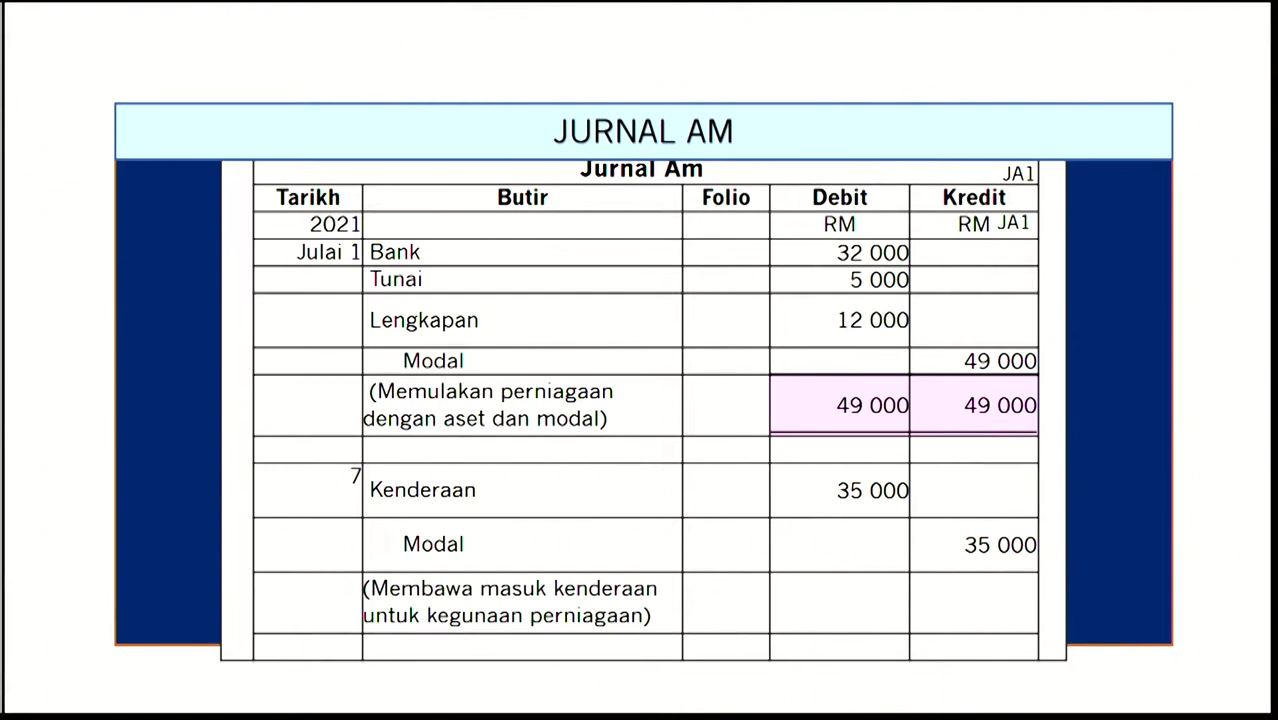 JURNAL AM
Jurnal Am
JA1
Tarikh Butir Folio Debit Kredit
2021 RM RM JA1
Julai 1 Bank 32 000
Tunai 5 000
Lengkapan 12 000
Modal 49 000
(Memulakan perniagaan
dengan aset dan modal) 49 000 49 000
7 Kenderaan 35 000
Modal 35 000
(Membawa masuk kenderaan
untuk kegunaan perniagaan)